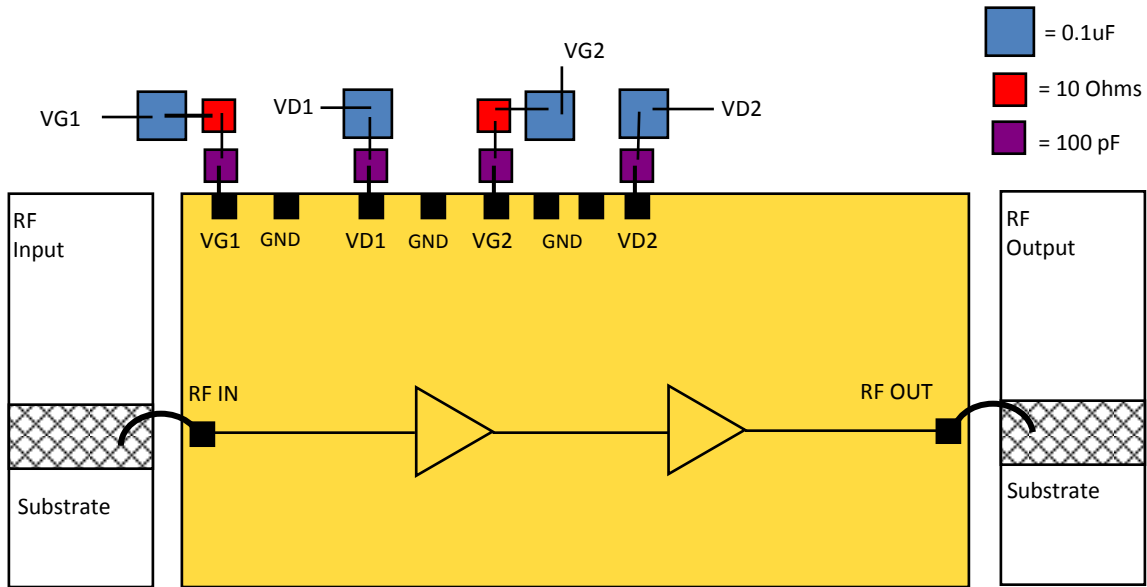 VG2
= 0.1uF
VG1
VD1
VD2
= 10 Ohms
= 100 pF
RF
Input
VG1
GND
VD1
GND
VG2
GND
VD2
RF
Output
RF IN
RF OUT
Substrate
Substrate